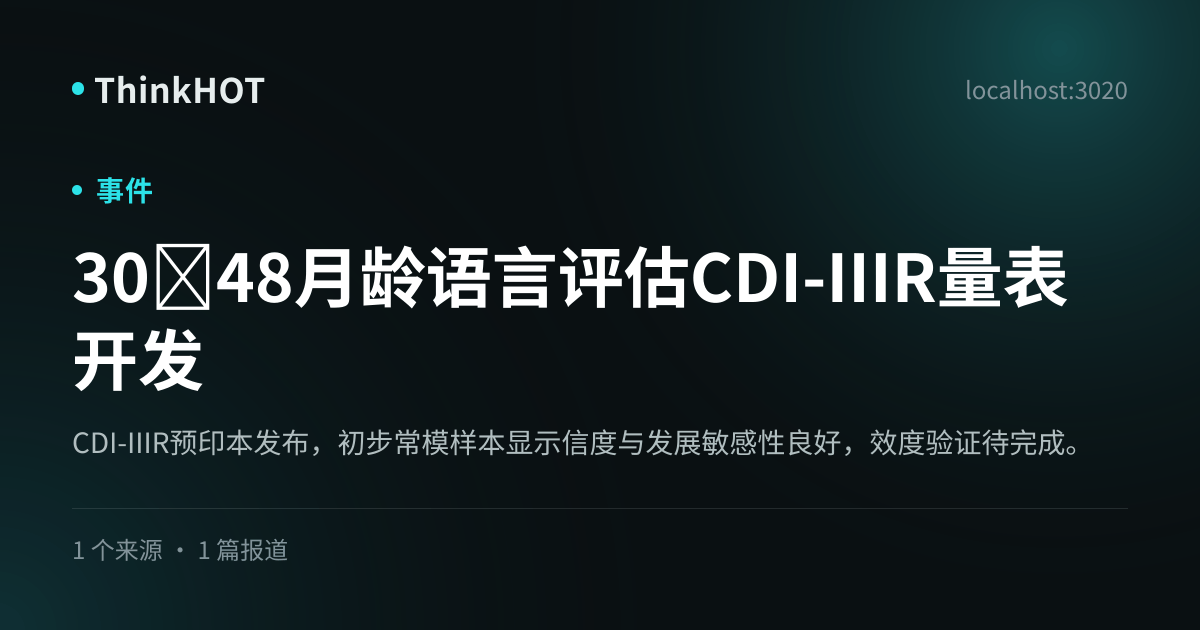 ThinkHOT
localhost:3020
事件
30☒48月龄语言评估CDI-IIIR量表
开发
CDI-IIIR预印本发布，初步常模样本显示信度与发展敏感性良好，效度验证待完成。
1 个来源 · 1 篇报道